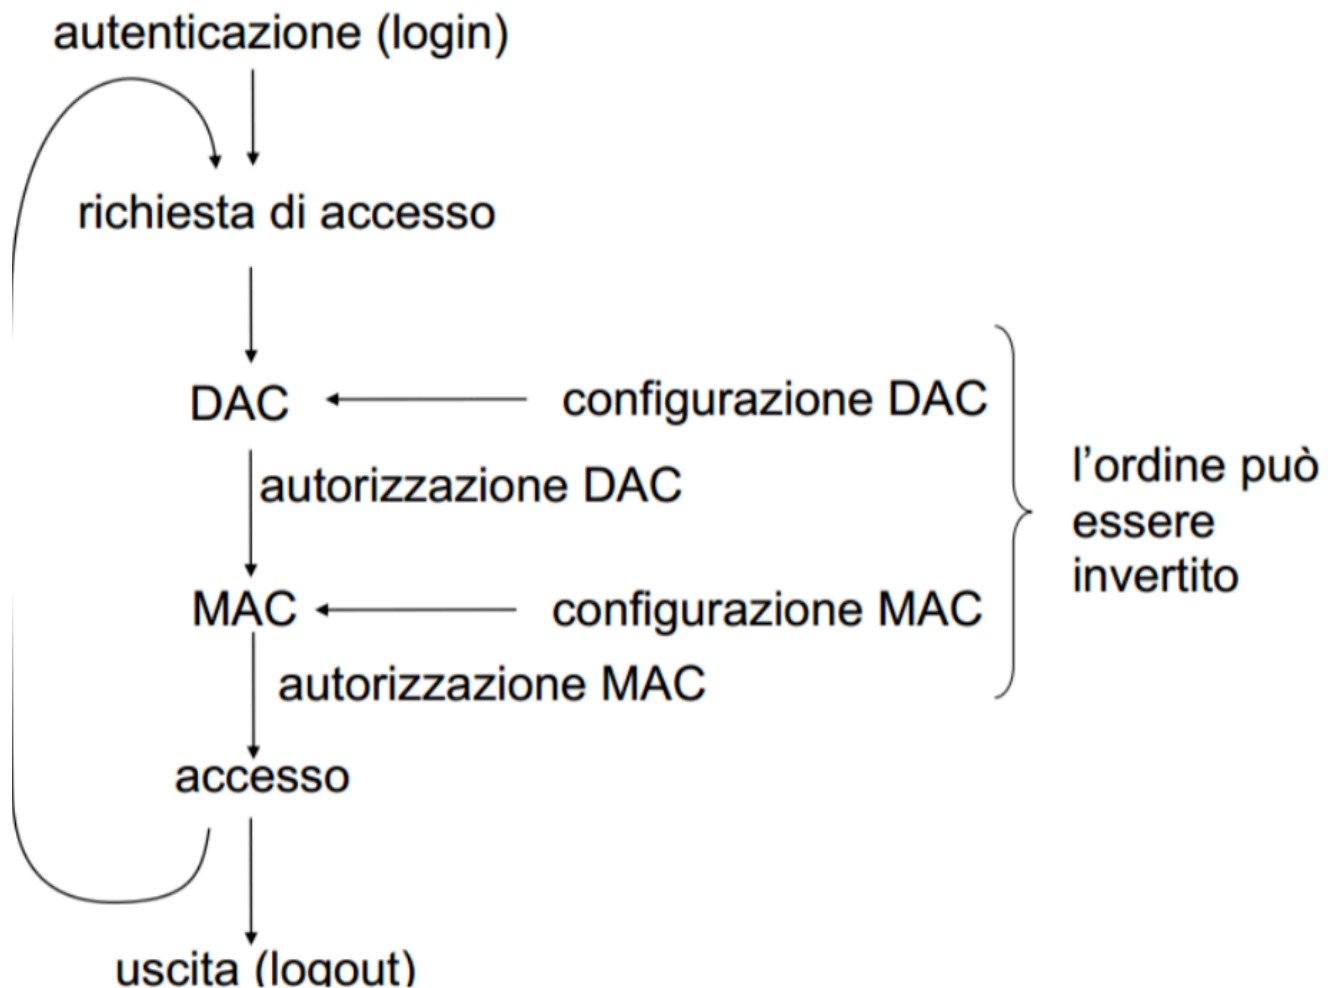 autenticazione (login)
richiesta di accesso
DAC
configurazione DAC
autorizzazione DAC
l'ordine può
essere
invertito
MAC
configurazione MAC
autorizzazione MAC
accesso
uscita (logout)